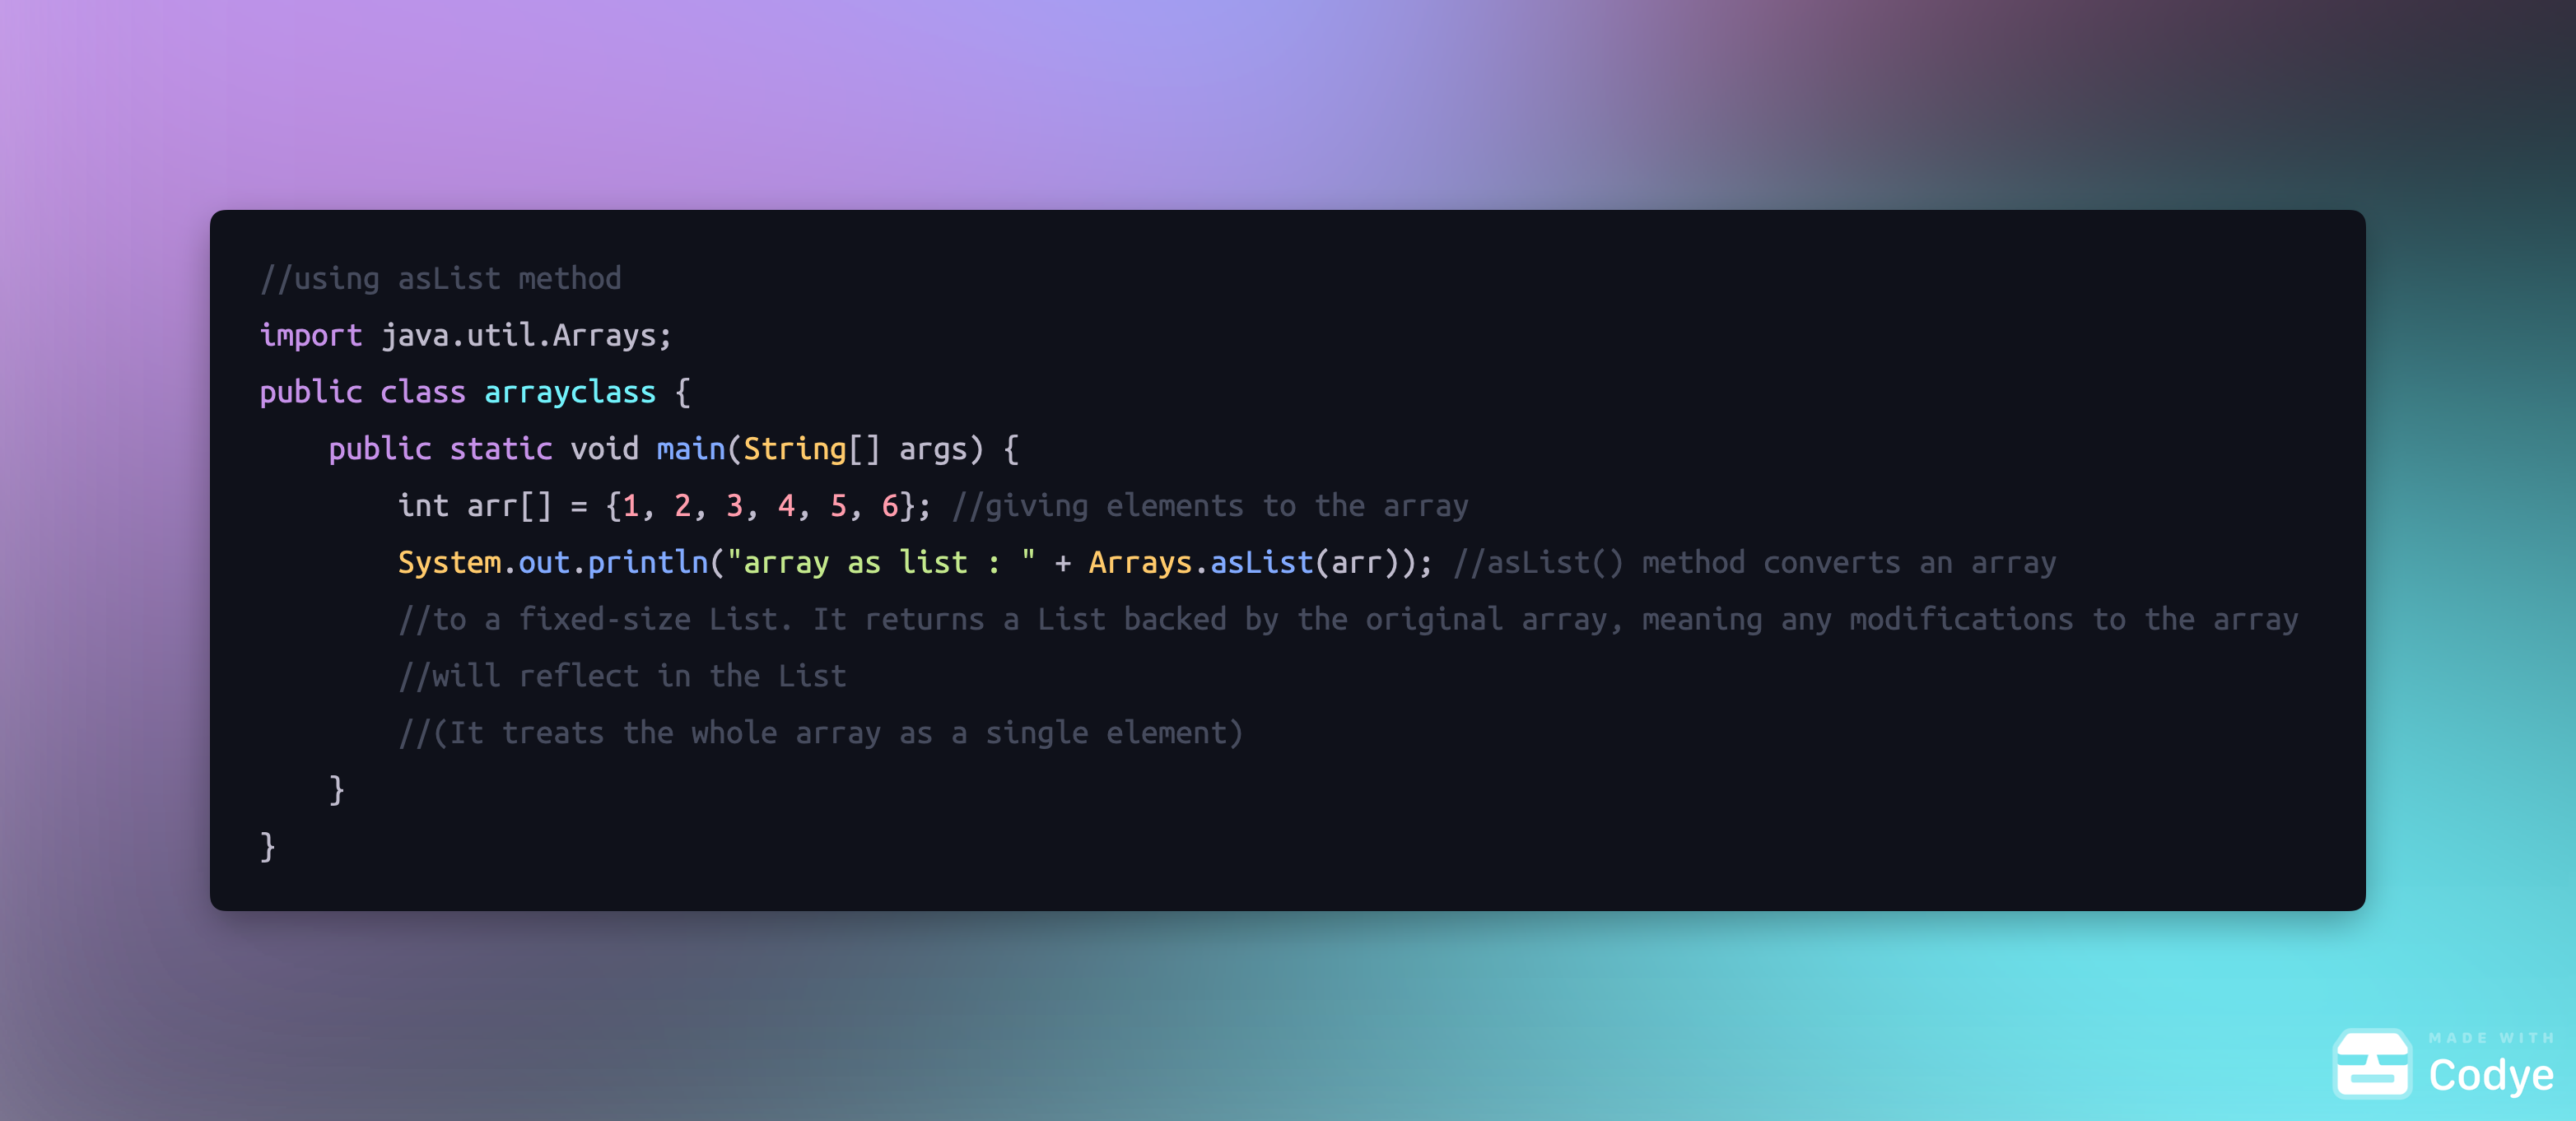 //using asList method
import java.util.Arrays;
public class arrayclass {
    public static void main(String[] args) {
        int arr[] = {1, 2, 3, 4, 5, 6}; //giving elements to the array
        System.out.println("array as list : " + Arrays.asList(arr)); //asList() method converts an array
        //to a fixed-size List. It returns a List backed by the original array, meaning any modifications to the array
        //will reflect in the List
        //(It treats the whole array as a single element)
    }
}
MADE WITH
Codye